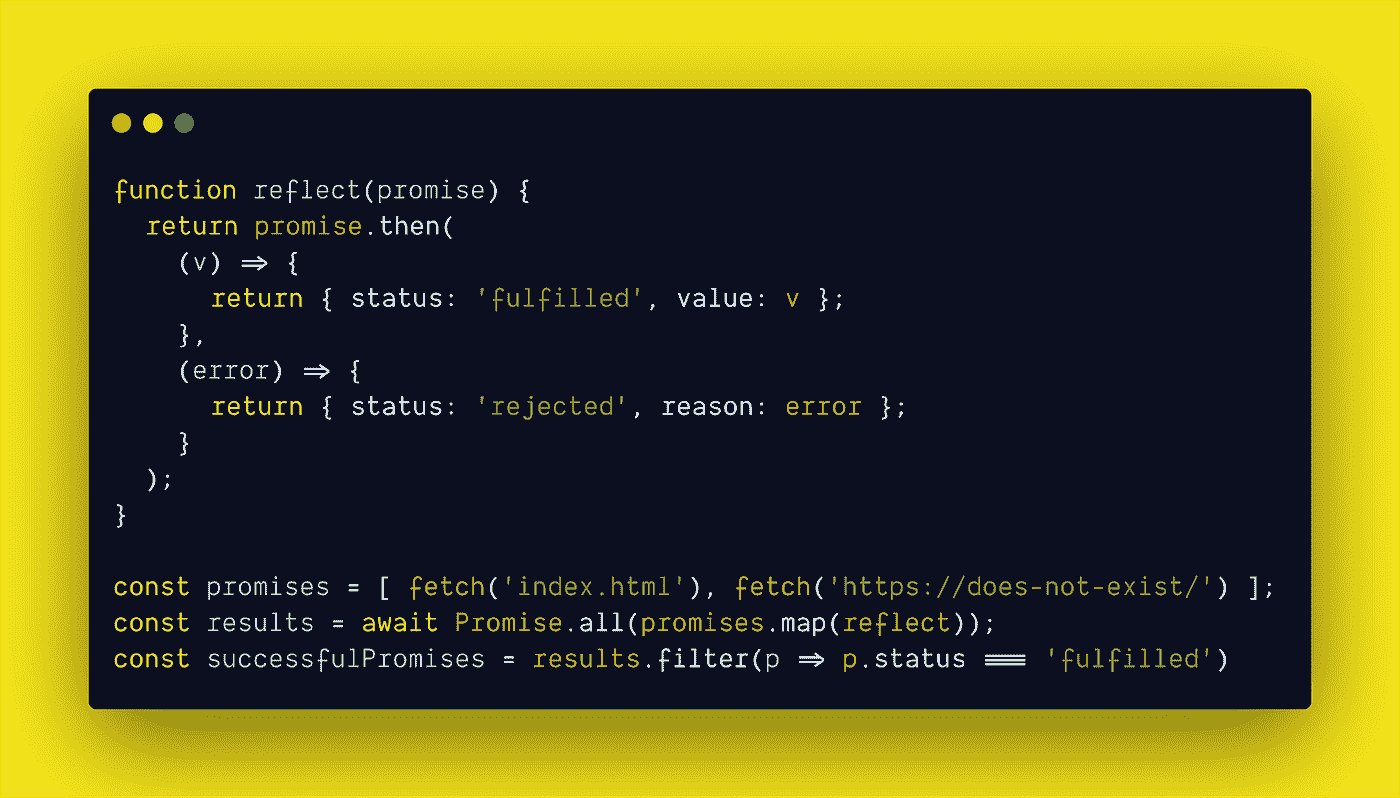 function reflect(promise) {
  return promise.then(
    (v) => {
      return { status: 'fulfilled', value: v };
    },
    (error) => {
      return { status: 'rejected', reason: error };
    }
  );
}

const promises = [ fetch('index.html'), fetch('https://does-not-exist/') ];
const results = await Promise.all(promises.map(reflect));
const successfulPromises = results.filter(p => p.status === 'fulfilled')